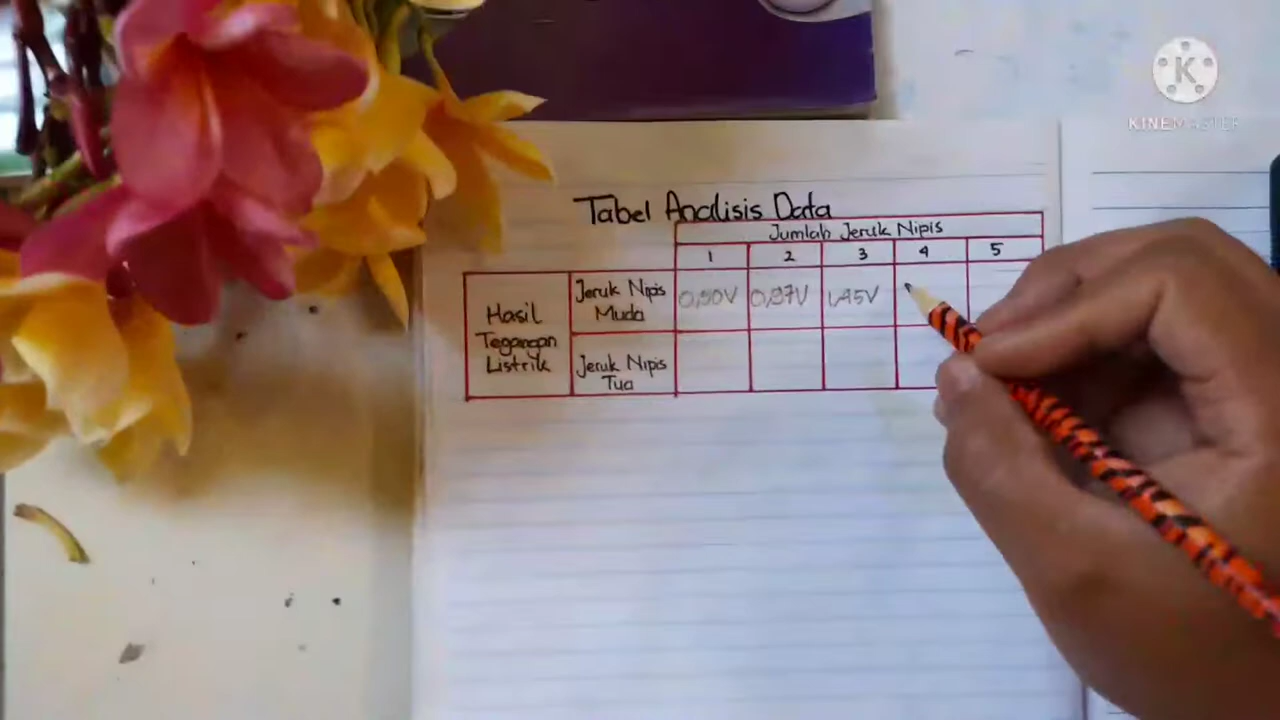 KINEMASTER
Tabel Analisis Data
Jumlah Jeruk Nipis
1 2 3 4 5
Hasil
Tegangan
Listrik
Jeruk Nipis
Muda
0,50V 0,87V 1,45V
Jeruk Nipis
Tua